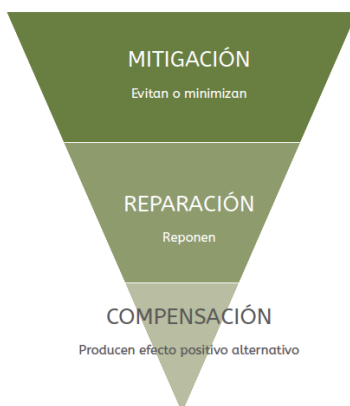 MITIGACIÓN
Evitan o minimizan
REPARACIÓN
Reponen
COMPENSACIÓN
Producen efecto positivo alternativo